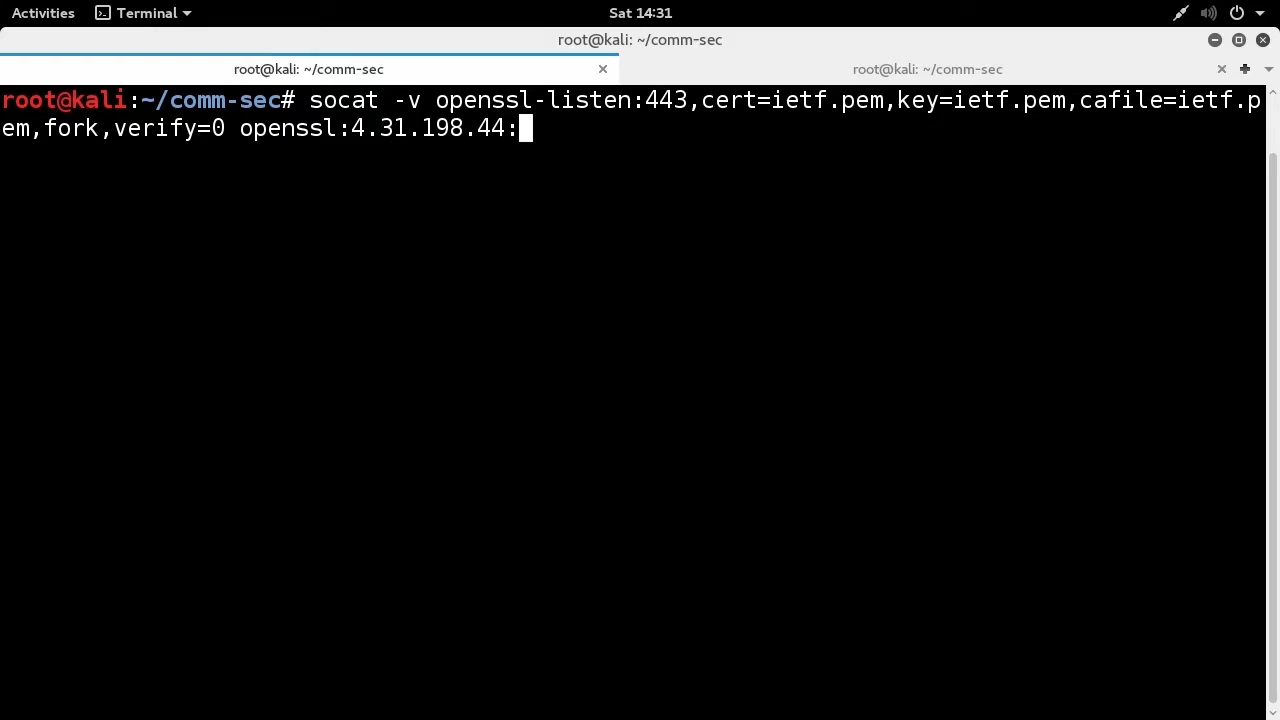 Activities Terminal Sat 14:31
root@kali: ~/comm-sec
root@kali: ~/comm-sec root@kali: ~/comm-sec
root@kali:~/comm-sec# socat -v openssl-listen:443,cert=ietf.pem,key=ietf.pem,cafile=ietf.p
em,fork,verify=0 openssl:4.31.198.44: